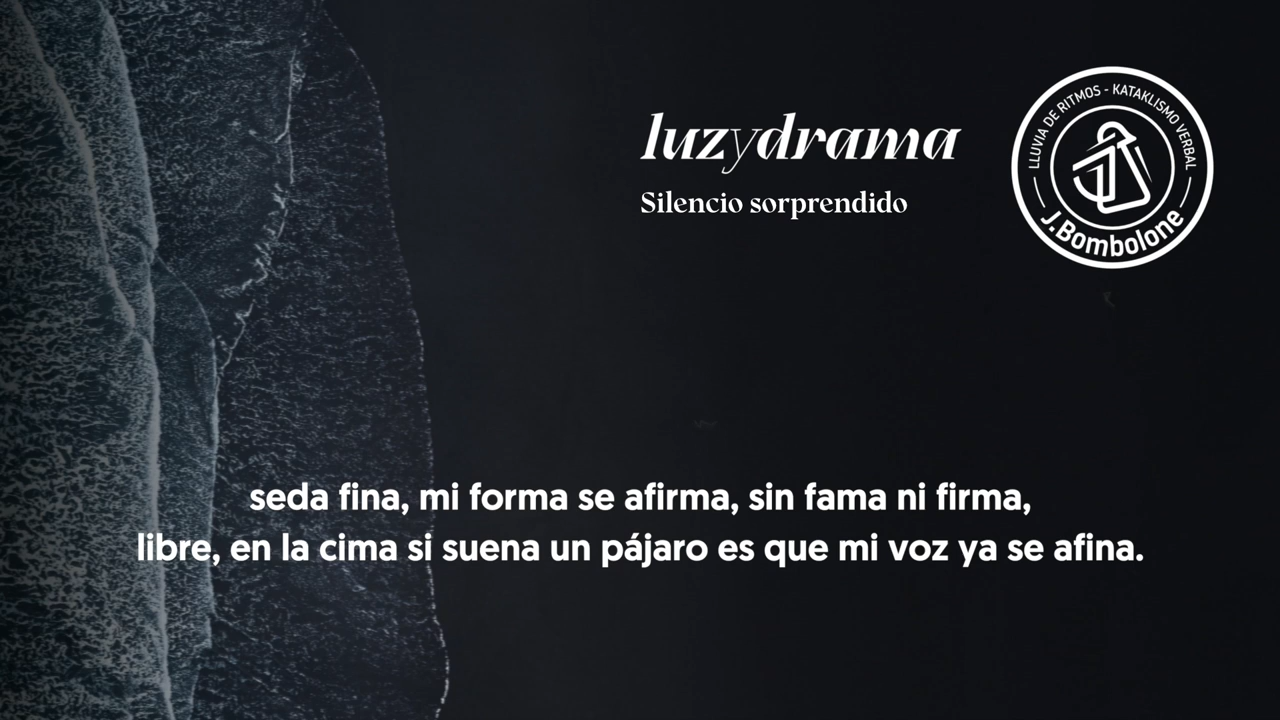 luzydrama
Silencio sorprendido
LLUVIA DE RITMOS - KATAKLISMO VERBAL
J.Bombolone
seda fina, mi forma se afirma, sin fama ni firma,
libre, en la cima si suena un pájaro es que mi voz ya se afina.